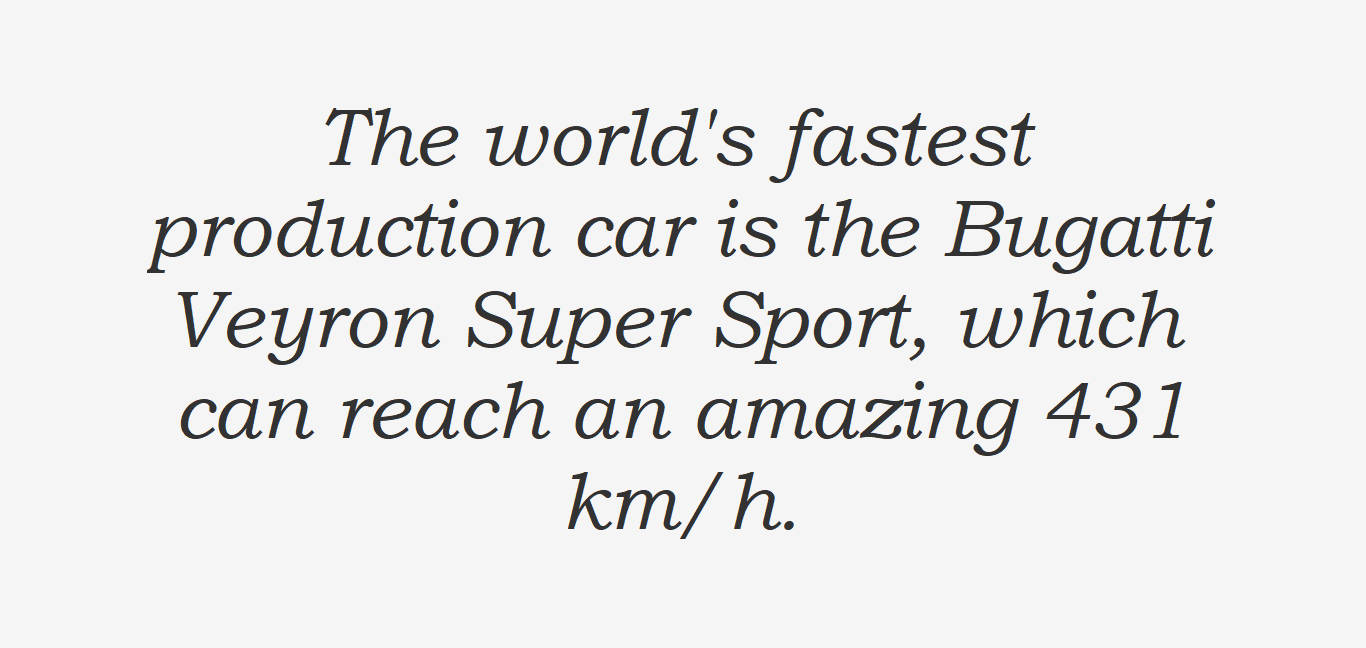 The world's fastest
production car is the Bugatti
Veyron Super Sport, which
can reach an amazing 431
km/h.